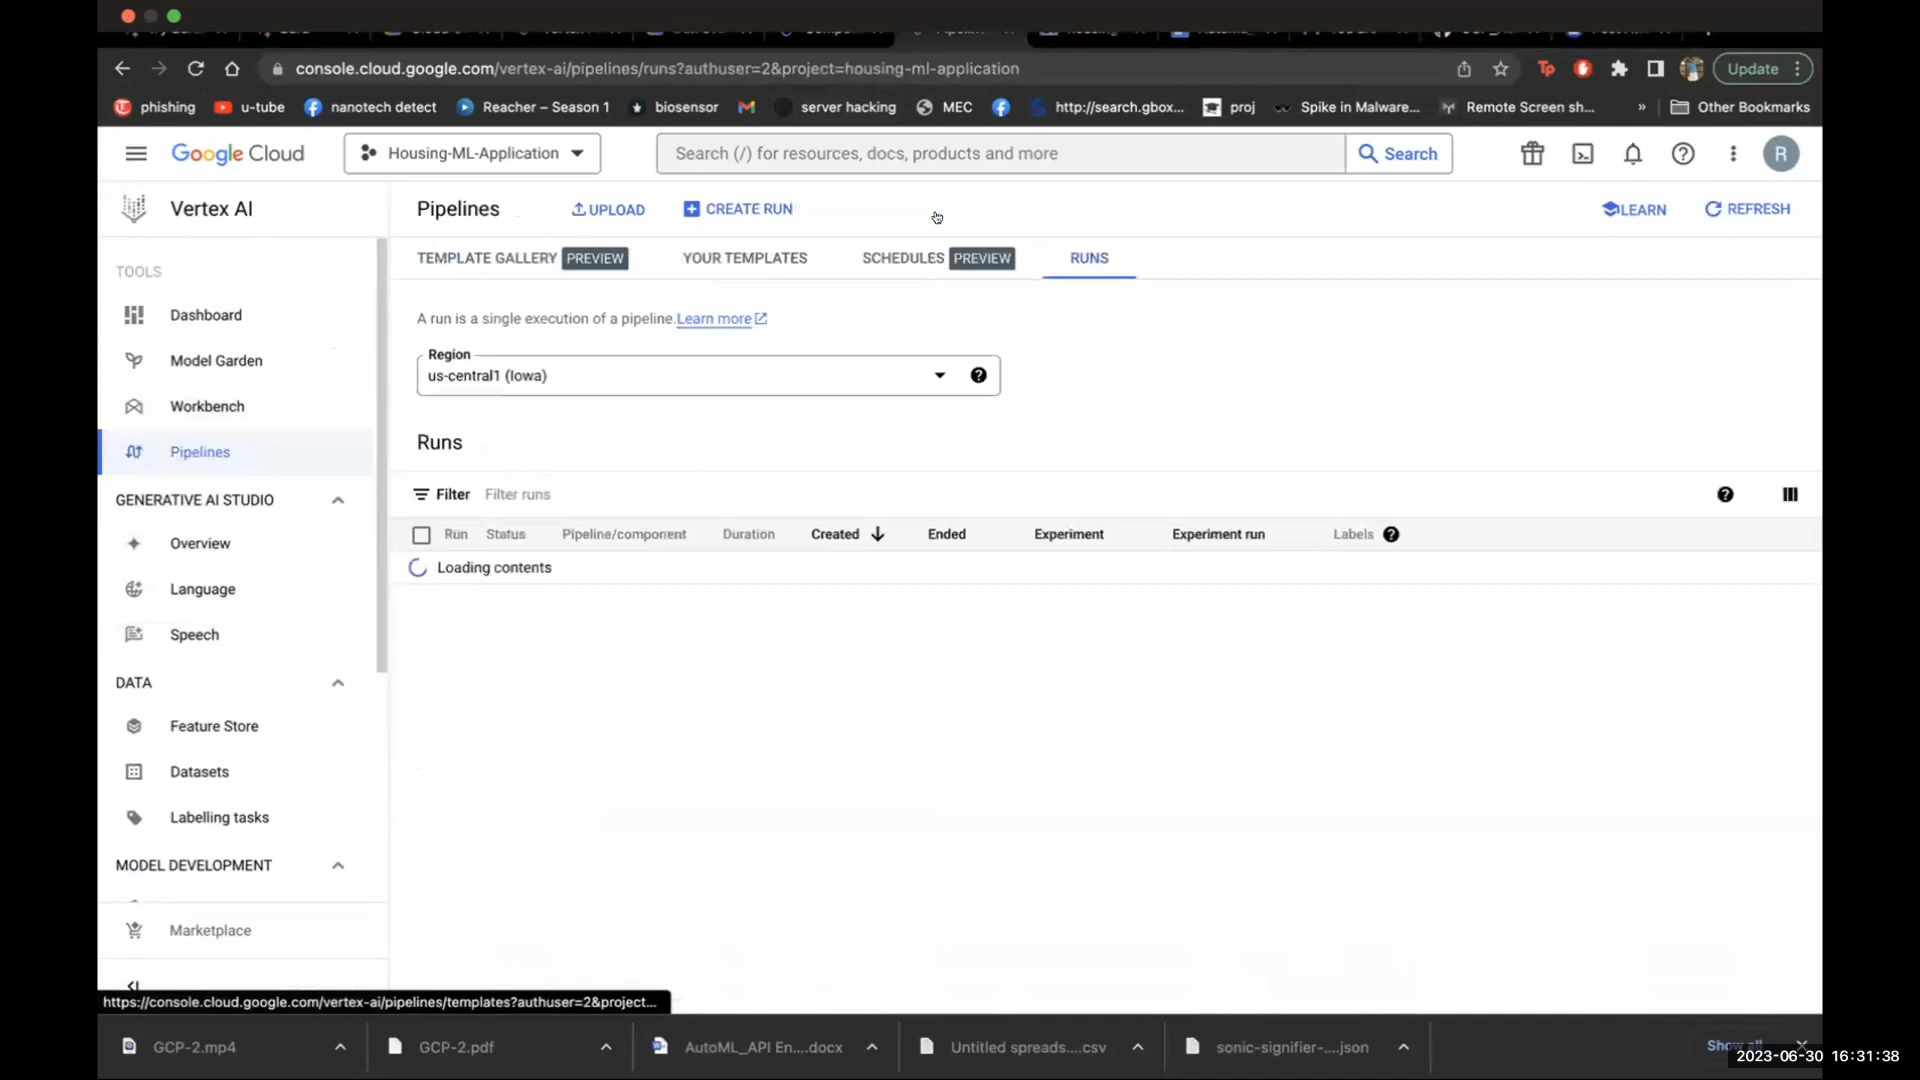 console.cloud.google.com/vertex-ai/pipelines/runs?authuser=2&project=housing-ml-application
Update
phishing
u-tube
nanotech detect
Reacher – Season 1
biosensor
server hacking
MEC
http://search.gbox...
proj
Spike in Malware...
Remote Screen sh...
»
Other Bookmarks
Google Cloud
Housing-ML-Application
Search (/) for resources, docs, products and more
Search
R
Vertex AI
Pipelines
UPLOAD
CREATE RUN
LEARN
REFRESH
TEMPLATE GALLERY PREVIEW
YOUR TEMPLATES
SCHEDULES PREVIEW
RUNS
TOOLS
Dashboard
Model Garden
Workbench
Pipelines
GENERATIVE AI STUDIO
Overview
Language
Speech
DATA
Feature Store
Datasets
Labelling tasks
MODEL DEVELOPMENT
Marketplace
A run is a single execution of a pipeline. Learn more
Region
us-central1 (Iowa)
Runs
Filter Filter runs
Run Status Pipeline/component Duration Created Ended Experiment Experiment run Labels
Loading contents
https://console.cloud.google.com/vertex-ai/pipelines/templates?authuser=2&project...
GCP-2.mp4
GCP-2.pdf
AutoML_API En....docx
Untitled spreads....csv
sonic-signifier-....json
Show all
2023-06-30 16:31:38